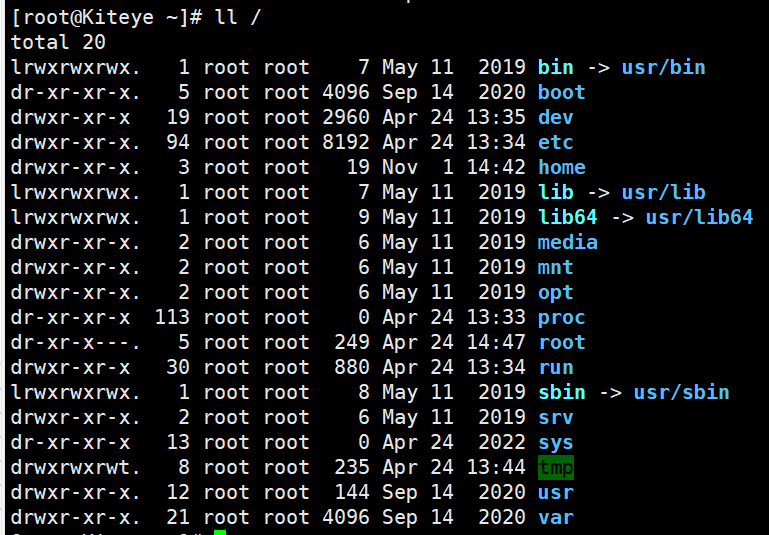 [root@Kiteye ~]# ll /
total 20
lrwxrwxrwx.   1 root root    7 May 11  2019 bin -> usr/bin
dr-xr-xr-x.   5 root root 4096 Sep 14  2020 boot
drwxr-xr-x   19 root root 2960 Apr 24 13:35 dev
drwxr-xr-x.  94 root root 8192 Apr 24 13:34 etc
drwxr-xr-x.   3 root root   19 Nov  1 14:42 home
lrwxrwxrwx.   1 root root    7 May 11  2019 lib -> usr/lib
lrwxrwxrwx.   1 root root    9 May 11  2019 lib64 -> usr/lib64
drwxr-xr-x.   2 root root    6 May 11  2019 media
drwxr-xr-x.   2 root root    6 May 11  2019 mnt
drwxr-xr-x.   2 root root    6 May 11  2019 opt
dr-xr-xr-x  113 root root    0 Apr 24 13:33 proc
dr-xr-x---.   5 root root  249 Apr 24 14:47 root
drwxr-xr-x   30 root root  880 Apr 24 13:34 run
lrwxrwxrwx.   1 root root    8 May 11  2019 sbin -> usr/sbin
drwxr-xr-x.   2 root root    6 May 11  2019 srv
dr-xr-xr-x   13 root root    0 Apr 24  2022 sys
drwxrwxrwt.   8 root root  235 Apr 24 13:44 tmp
drwxr-xr-x.  12 root root  144 Sep 14  2020 usr
drwxr-xr-x.  21 root root 4096 Sep 14  2020 var